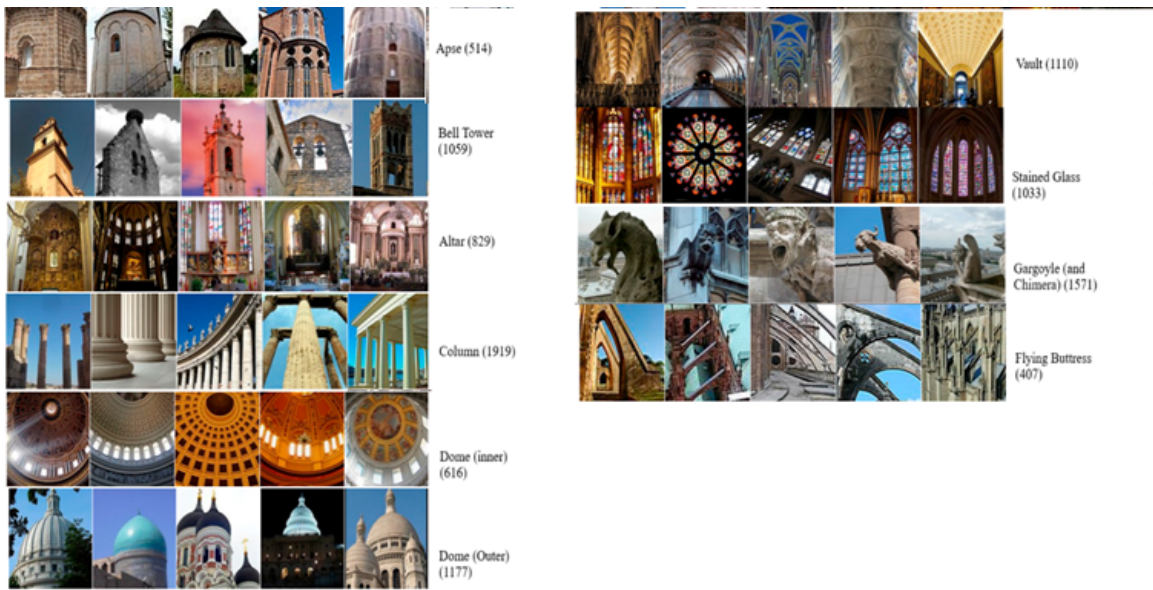 Apse (514)
Bell Tower
(1059)
Altar (829)
Column (1919)
Dome (inner)
(616)
Dome (Outer)
(1177)
Vault (1110)
Stained Glass
(1033)
Gargoyle (and
Chimera) (1571)
Flying Buttress
(407)